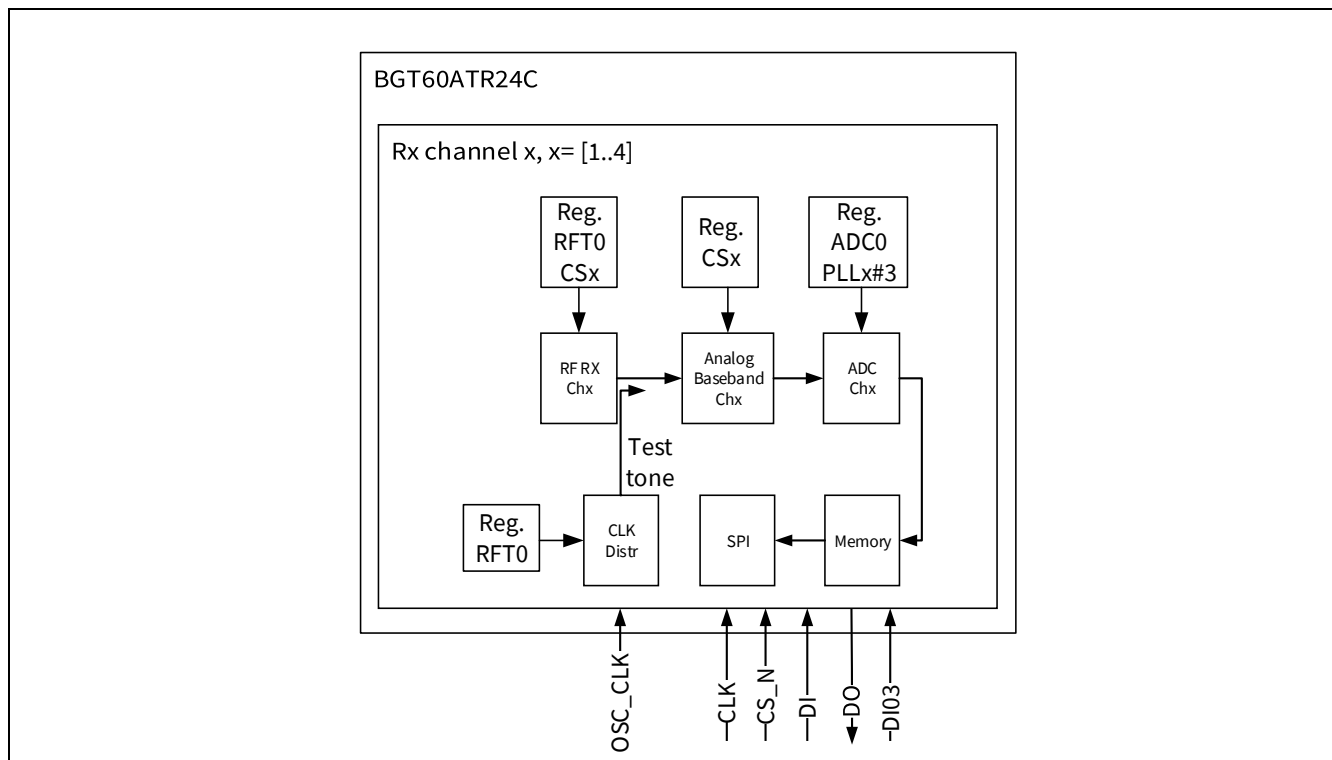 BGT60ATR24C
Rx channel x, x= [1..4]
Reg.
RFT0
CSx
Reg.
CSx
Reg.
ADC0
PLLx#3
RF RX
Chx
Analog
Baseband
Chx
ADC
Chx
Test
tone
Reg.
RFT0
CLK
Distr
SPI
Memory
OSC_CLK
CLK
CS_N
DI
DO
DI03